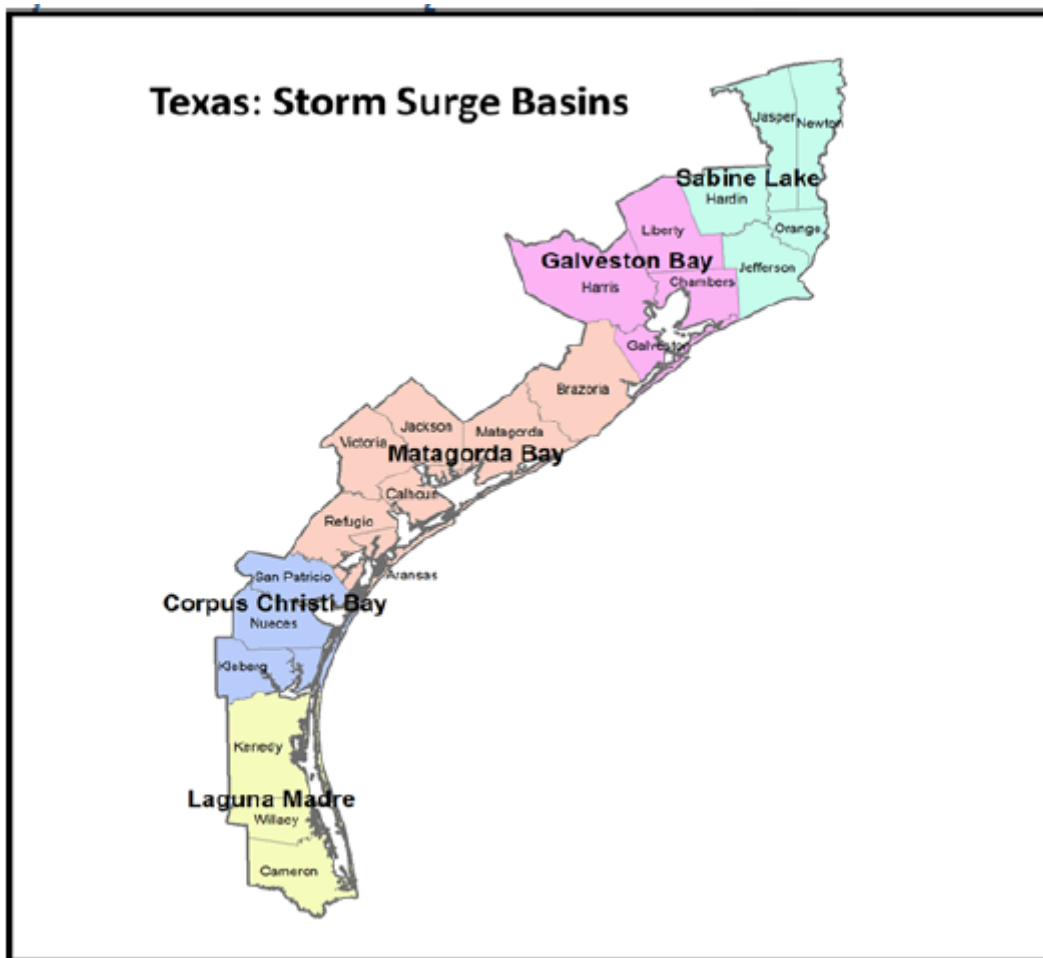 Texas: Storm Surge Basins
Jasper
Newton
Sabine Lake
Hardin
Orange
Liberty
Galveston Bay
Jefferson
Harris
Chambers
Galveston
Brazoria
Jackson
Matagorda
Victoria
Matagorda Bay
Calhoun
Refugio
Aransas
San Patricio
Corpus Christi Bay
Nueces
Kleberg
Kenedy
Laguna Madre
Willacy
Cameron